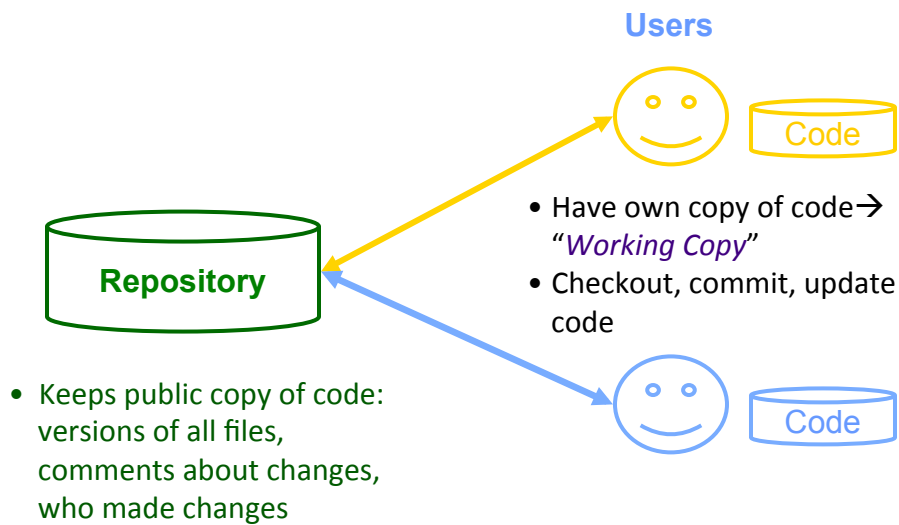 Users
Code
• Have own copy of code→
“Working Copy”
• Checkout, commit, update
code
Repository
• Keeps public copy of code:
versions of all files,
comments about changes,
who made changes
Code